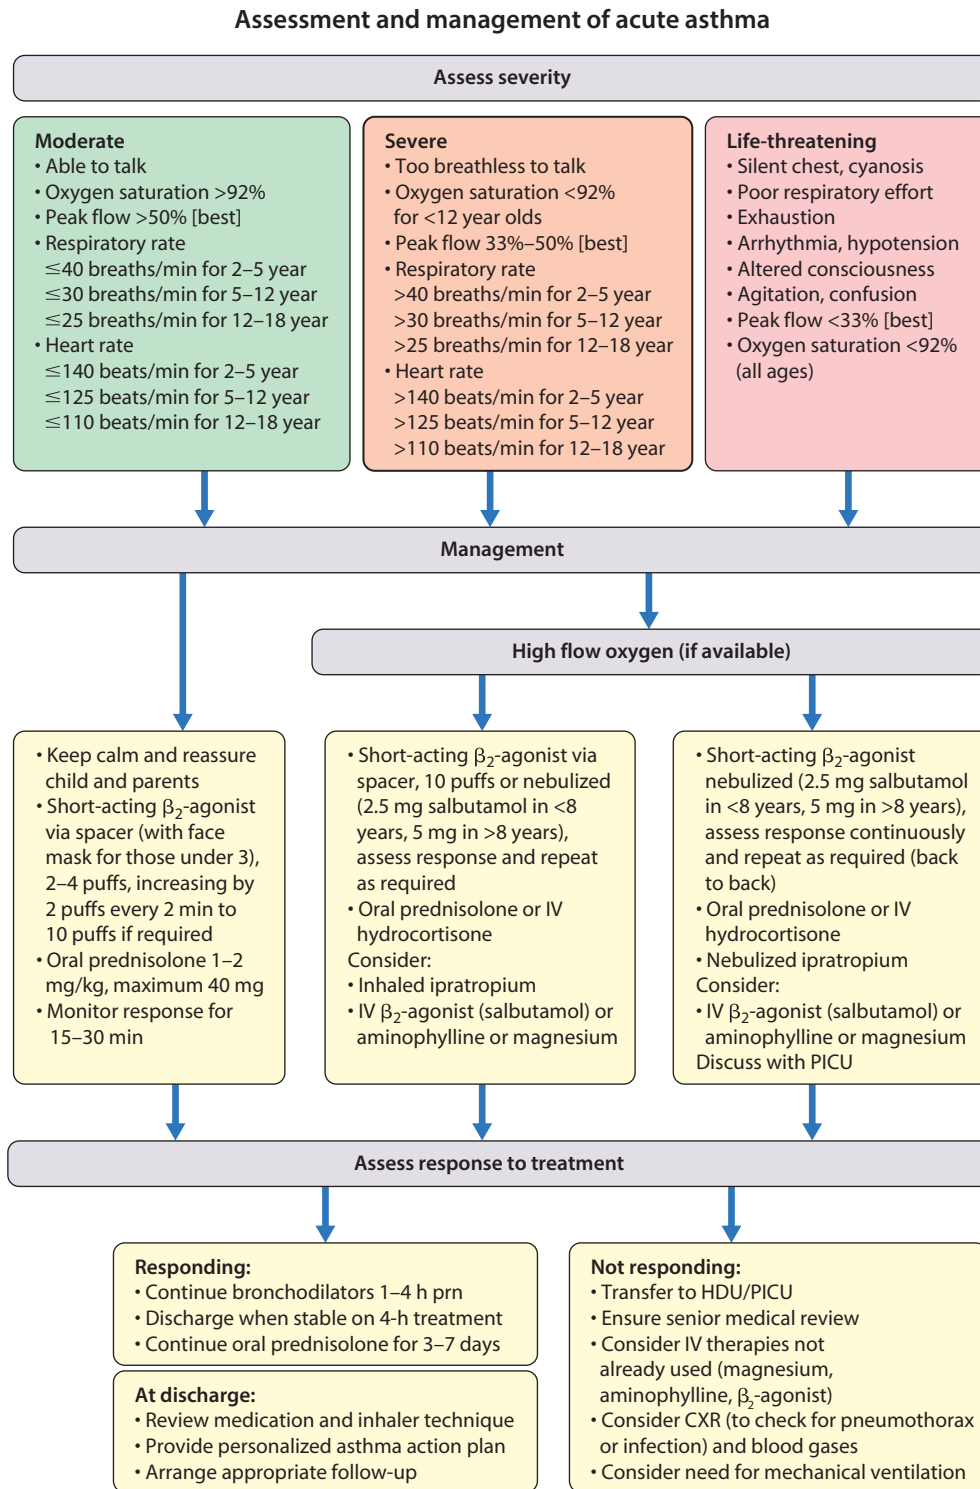 Assessment and management of acute asthma
Assess severity
Moderate
• Able to talk
• Oxygen saturation >92%
• Peak flow >50% [best]
• Respiratory rate
≤40 breaths/min for 2–5 year
≤30 breaths/min for 5–12 year
≤25 breaths/min for 12–18 year
• Heart rate
≤140 beats/min for 2–5 year
≤125 beats/min for 5–12 year
≤110 beats/min for 12–18 year
Severe
• Too breathless to talk
• Oxygen saturation <92%
for <12 year olds
• Peak flow 33%–50% [best]
• Respiratory rate
>40 breaths/min for 2–5 year
>30 breaths/min for 5–12 year
>25 breaths/min for 12–18 year
• Heart rate
>140 beats/min for 2–5 year
>125 beats/min for 5–12 year
>110 beats/min for 12–18 year
Life-threatening
• Silent chest, cyanosis
• Poor respiratory effort
• Exhaustion
• Arrhythmia, hypotension
• Altered consciousness
• Agitation, confusion
• Peak flow <33% [best]
• Oxygen saturation <92%
(all ages)
Management
High flow oxygen (if available)
• Keep calm and reassure
child and parents
• Short-acting β₂-agonist
via spacer (with face
mask for those under 3),
2–4 puffs, increasing by
2 puffs every 2 min to
10 puffs if required
• Oral prednisolone 1–2
mg/kg, maximum 40 mg
• Monitor response for
15–30 min
• Short-acting β₂-agonist via
spacer, 10 puffs or nebulized
(2.5 mg salbutamol in <8
years, 5 mg in >8 years),
assess response and repeat
as required
• Oral prednisolone or IV
hydrocortisone
Consider:
• Inhaled ipratropium
• IV β₂-agonist (salbutamol) or
aminophylline or magnesium
• Short-acting β₂-agonist
nebulized (2.5 mg salbutamol
in <8 years, 5 mg in >8 years),
assess response continuously
and repeat as required (back
to back)
• Oral prednisolone or IV
hydrocortisone
• Nebulized ipratropium
Consider:
• IV β₂-agonist (salbutamol) or
aminophylline or magnesium
Discuss with PICU
Assess response to treatment
Responding:
• Continue bronchodilators 1–4 h prn
• Discharge when stable on 4-h treatment
• Continue oral prednisolone for 3–7 days
At discharge:
• Review medication and inhaler technique
• Provide personalized asthma action plan
• Arrange appropriate follow-up
Not responding:
• Transfer to HDU/PICU
• Ensure senior medical review
• Consider IV therapies not
already used (magnesium,
aminophylline, β₂-agonist)
• Consider CXR (to check for pneumothorax
or infection) and blood gases
• Consider need for mechanical ventilation